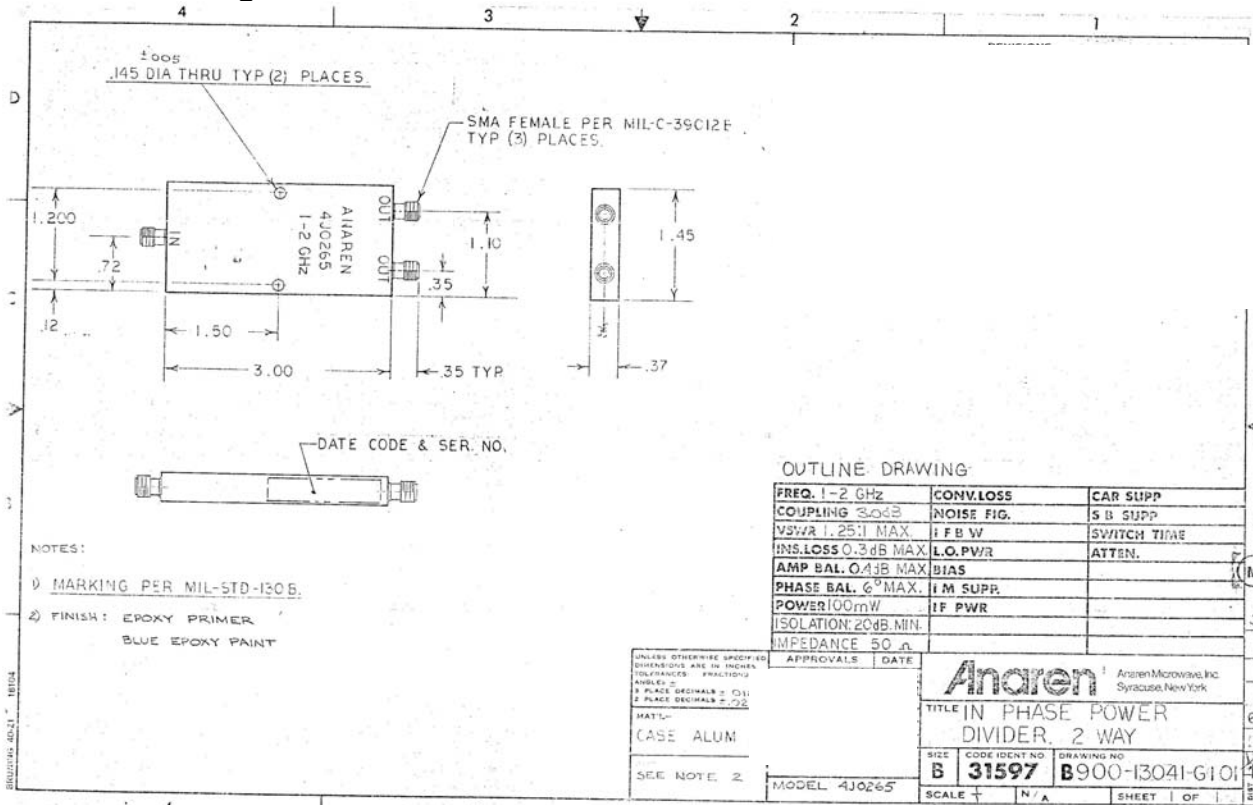 4 3 2 1
D
±005
.145 DIA THRU TYP (2) PLACES.
SMA FEMALE PER MIL-C-39012
TYP (3) PLACES.
1.200
IN
.72
.12
ANAREN
4J0265
1-2 GHz
OUT
OUT
1.10
.35
1.45
1.50
3.00
.35 TYP
.37
DATE CODE & SER. NO.
NOTES:
1) MARKING PER MIL-STD-130B.
2) FINISH: EPOXY PRIMER
BLUE EPOXY PAINT
OUTLINE DRAWING
FREQ. 1-2 GHz CONV.LOSS CAR SUPP
COUPLING 3.0dB NOISE FIG. S B SUPP
VSWR 1.25:1 MAX. I F B W SWITCH TIME
INS.LOSS 0.3dB MAX L.O.PWR ATTEN.
AMP BAL. 0.4dB MAX BIAS
PHASE BAL. 6° MAX. I M SUPP.
POWER 100mW IF PWR
ISOLATION: 20dB. MIN.
IMPEDANCE 50 Ω
UNLESS OTHERWISE SPECIFIED
DIMENSIONS ARE IN INCHES
TOLERANCES: FRACTIONS
ANGLES ±
3 PLACE DECIMALS ±
2 PLACE DECIMALS ± .02
MAT'L-
CASE ALUM
SEE NOTE 2
APPROVALS DATE
MODEL 4J0265
Anaren
Anaren Microwave, Inc.
Syracuse, New York
TITLE IN PHASE POWER
DIVIDER, 2 WAY
SIZE CODE IDENT NO. DRAWING NO
B 31597 B900-13041-G101
SCALE N/A SHEET 1 OF